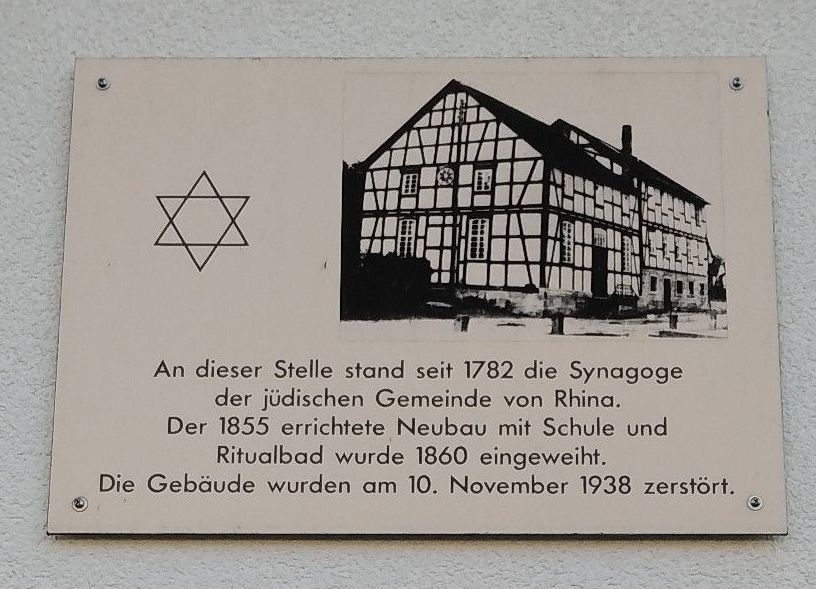 An dieser Stelle stand seit 1782 die Synagoge
der jüdischen Gemeinde von Rhina.
Der 1855 errichtete Neubau mit Schule und
Ritualbad wurde 1860 eingeweiht.
Die Gebäude wurden am 10. November 1938 zerstört.